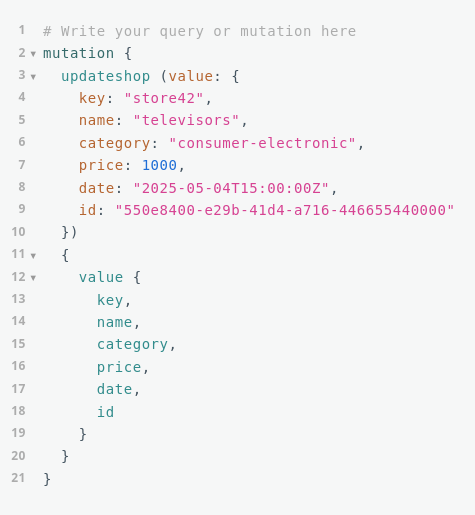 1 # Write your query or mutation here
2 ▾ mutation {
3 ▾   updateshop (value: {
4     key: "store42",
5     name: "televisors",
6     category: "consumer-electronic",
7     price: 1000,
8     date: "2025-05-04T15:00:00Z",
9     id: "550e8400-e29b-41d4-a716-446655440000"
10   })
11 ▾   {
12 ▾     value {
13       key,
14       name,
15       category,
16       price,
17       date,
18       id
19     }
20   }
21 }